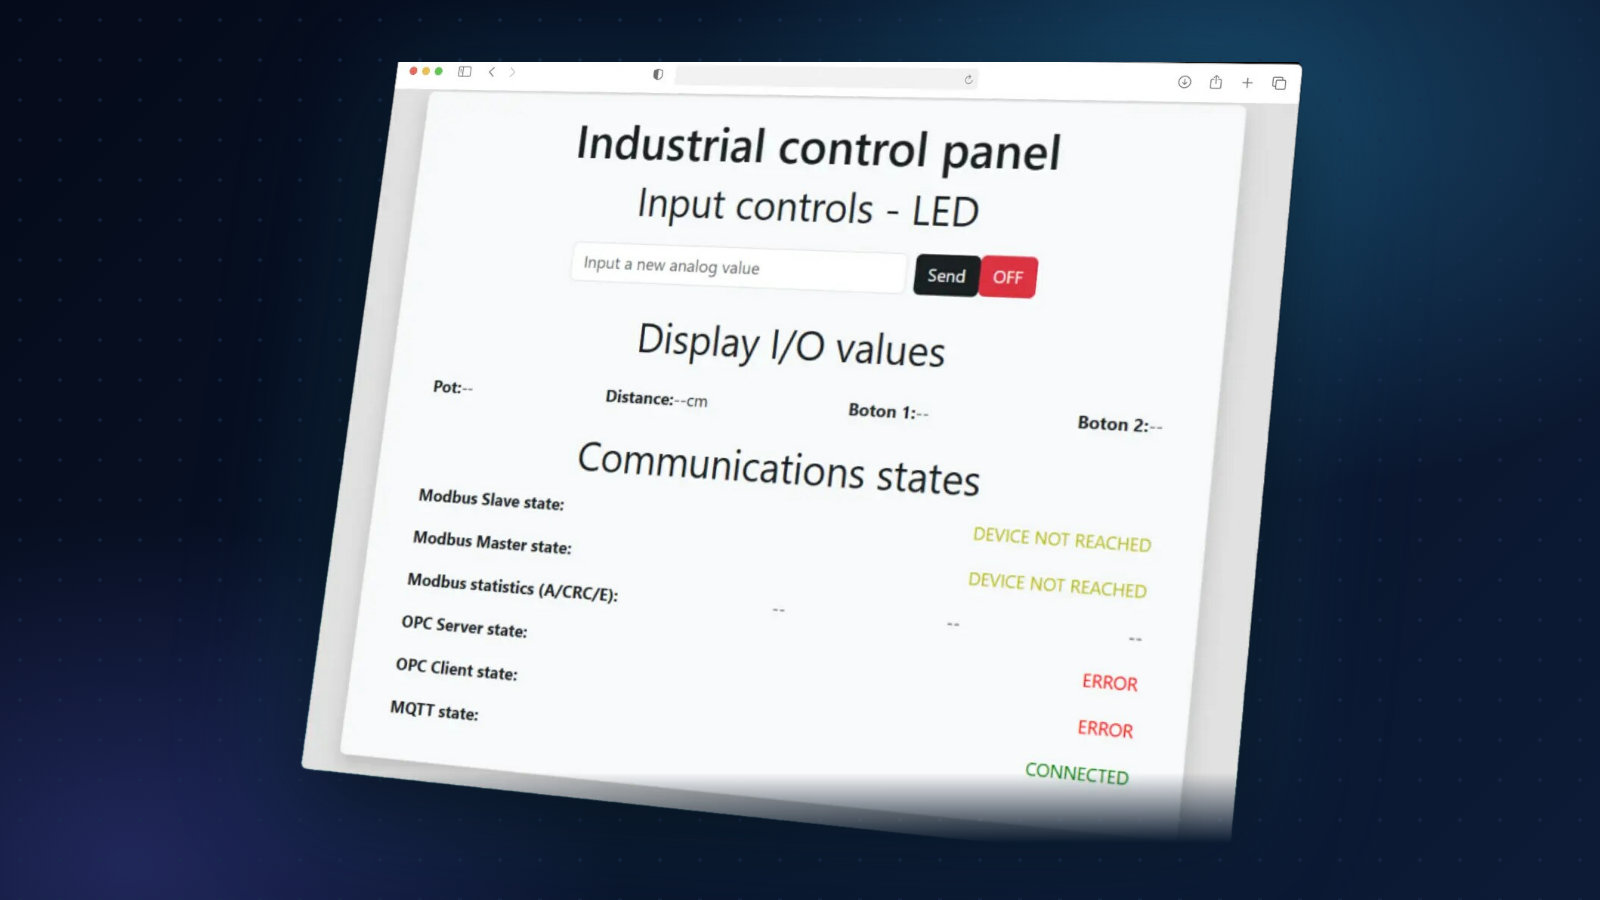 Industrial control panel
Input controls - LED
Input a new analog value Send OFF
Display I/O values
Pot:-- Distance:--cm Boton 1:-- Boton 2:--
Communications states
Modbus Slave state: DEVICE NOT REACHED
Modbus Master state: DEVICE NOT REACHED
Modbus statistics (A/CRC/E): -- -- --
OPC Server state: ERROR
OPC Client state: ERROR
MQTT state: CONNECTED